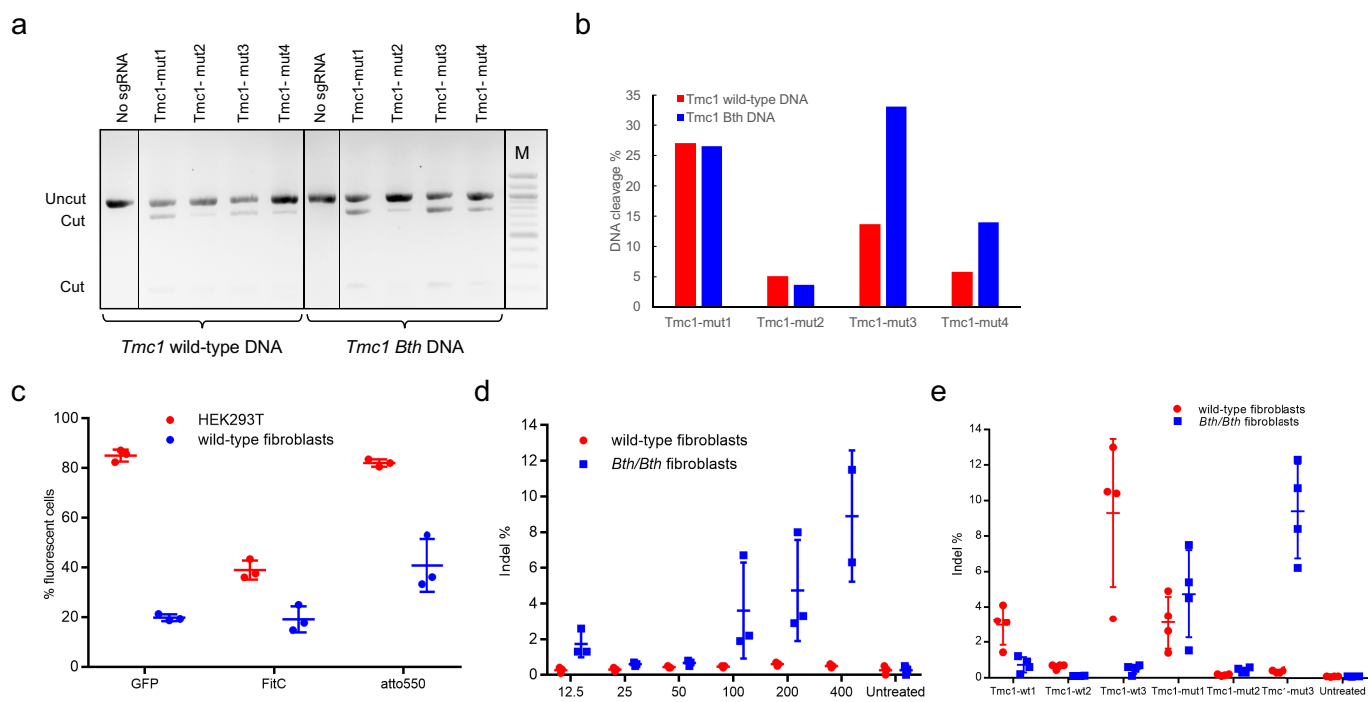 a
No sgRNA
Tmc1-mut1
Tmc1- mut2
Tmc1- mut3
Tmc1- mut4
No sgRNA
Tmc1-mut1
Tmc1- mut2
Tmc1- mut3
Tmc1- mut4
M
Uncut
Cut
Cut
Tmc1 wild-type DNA
Tmc1 Bth DNA
b
Tmc1 wild-type DNA
Tmc1 Bth DNA
DNA cleavage %
35
30
25
20
15
10
5
0
Tmc1-mut1
Tmc1-mut2
Tmc1-mut3
Tmc1-mut4
c
HEK293T
wild-type fibroblasts
% fluorescent cells
100
80
60
40
20
0
GFP
FitC
atto550
d
wild-type fibroblasts
Bth/Bth fibroblasts
Indel %
14
12
10
8
6
4
2
0
12.5
25
50
100
200
400
Untreated
e
wild-type fibroblasts
Bth/Bth fibroblasts
Indel %
14
12
10
8
6
4
2
0
Tmc1-wt1
Tmc1-wt2
Tmc1-wt3
Tmc1-mut1
Tmc1-mut2
Tmc1-mut3
Untreated